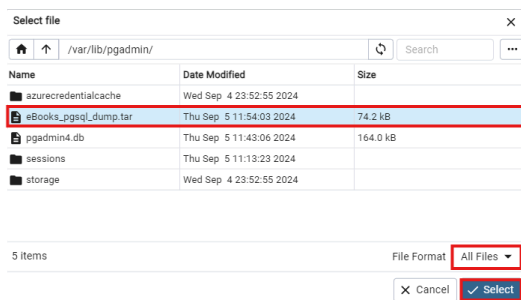 Select file
/var/lib/pgadmin/
Search
Name Date Modified Size
azurecredentialcache Wed Sep 4 23:52:55 2024
eBooks_pgsql_dump.tar Thu Sep 5 11:54:03 2024 74.2 kB
pgadmin4.db Thu Sep 5 11:43:06 2024 164.0 kB
sessions Thu Sep 5 11:13:23 2024
storage Wed Sep 4 23:52:55 2024
5 items File Format All Files
Cancel Select